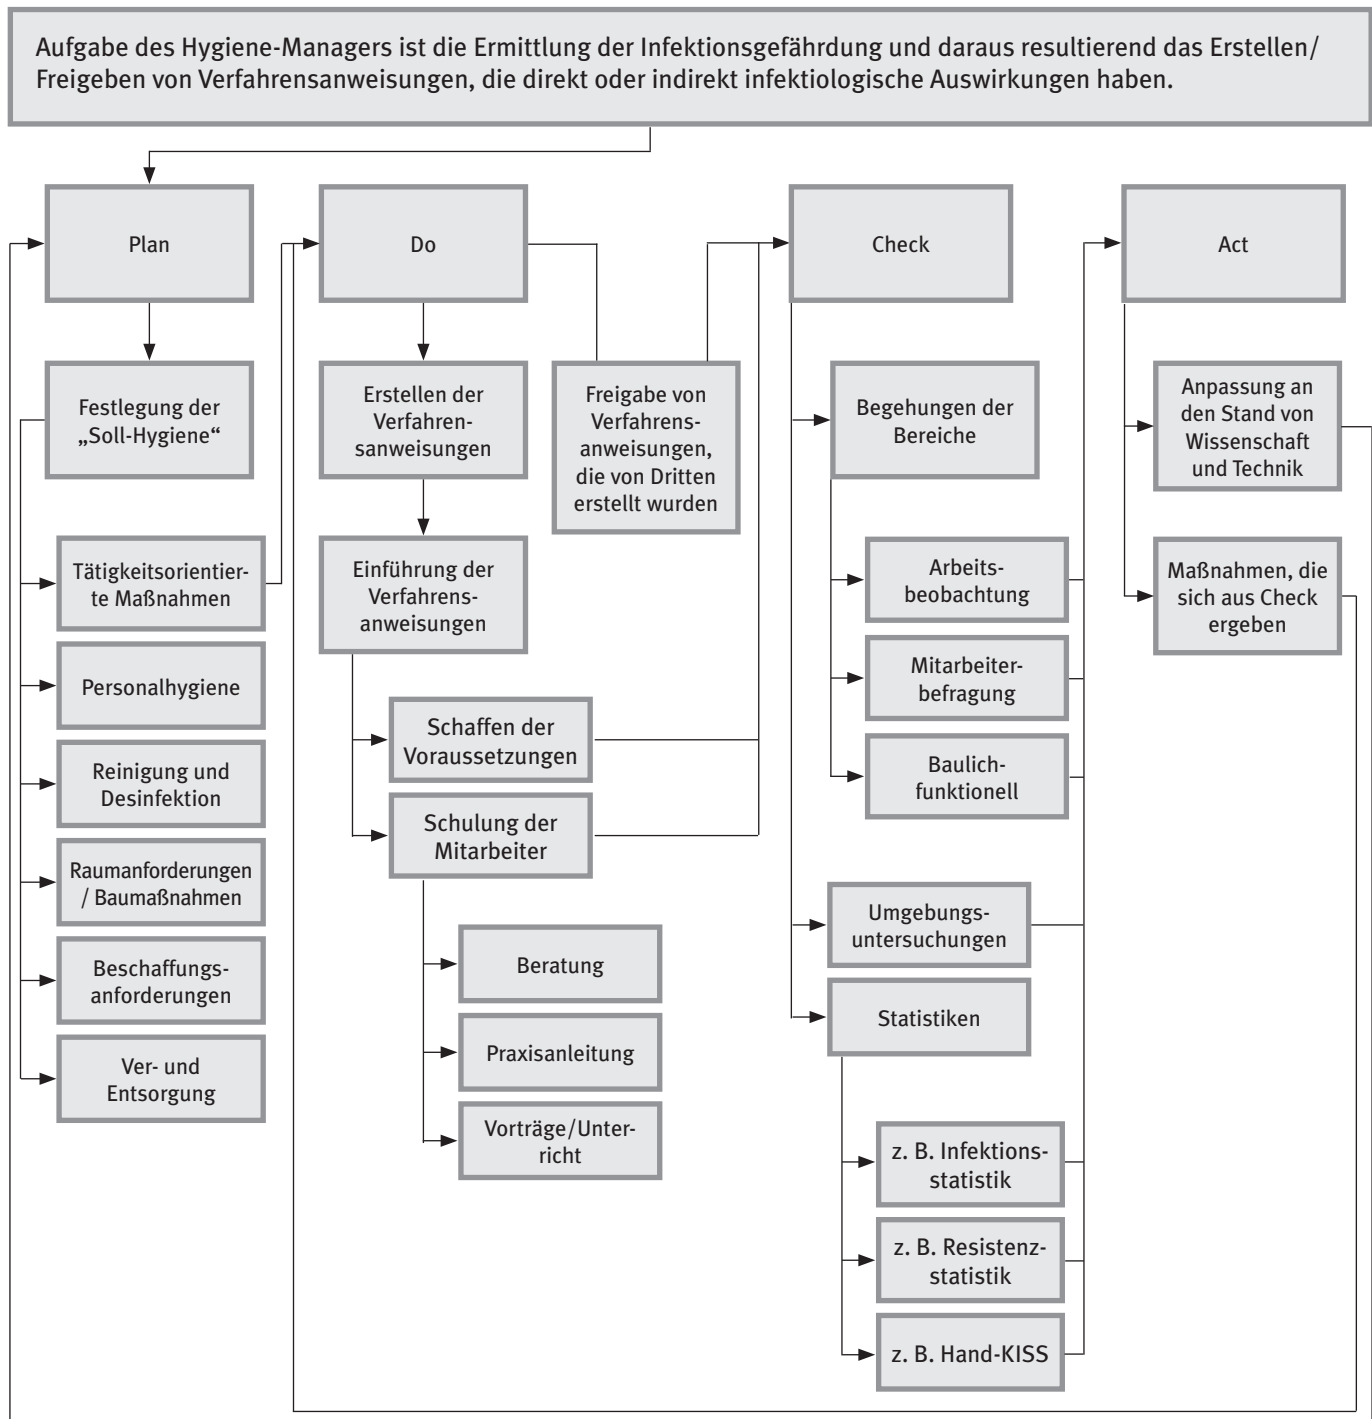 Aufgabe des Hygiene-Managers ist die Ermittlung der Infektionsgefährdung und daraus resultierend das Erstellen/
Freigeben von Verfahrensanweisungen, die direkt oder indirekt infektiologische Auswirkungen haben.
Plan
Festlegung der
„Soll-Hygiene“
Tätigkeitsorientier-
te Maßnahmen
Personalhygiene
Reinigung und
Desinfektion
Raumanforderungen
/ Baumaßnahmen
Beschaffungs-
anforderungen
Ver- und
Entsorgung
Do
Erstellen der
Verfahren-
sanweisungen
Freigabe von
Verfahrens-
anweisungen,
die von Dritten
erstellt wurden
Einführung der
Verfahrens-
anweisungen
Schaffen der
Voraussetzungen
Schulung der
Mitarbeiter
Beratung
Praxisanleitung
Vorträge/Unter-
richt
Check
Begehungen der
Bereiche
Arbeits-
beobachtung
Mitarbeiter-
befragung
Baulich-
funktionell
Umgebungs-
untersuchungen
Statistiken
z. B. Infektions-
statistik
z. B. Resistenz-
statistik
z. B. Hand-KISS
Act
Anpassung an
den Stand von
Wissenschaft
und Technik
Maßnahmen, die
sich aus Check
ergeben